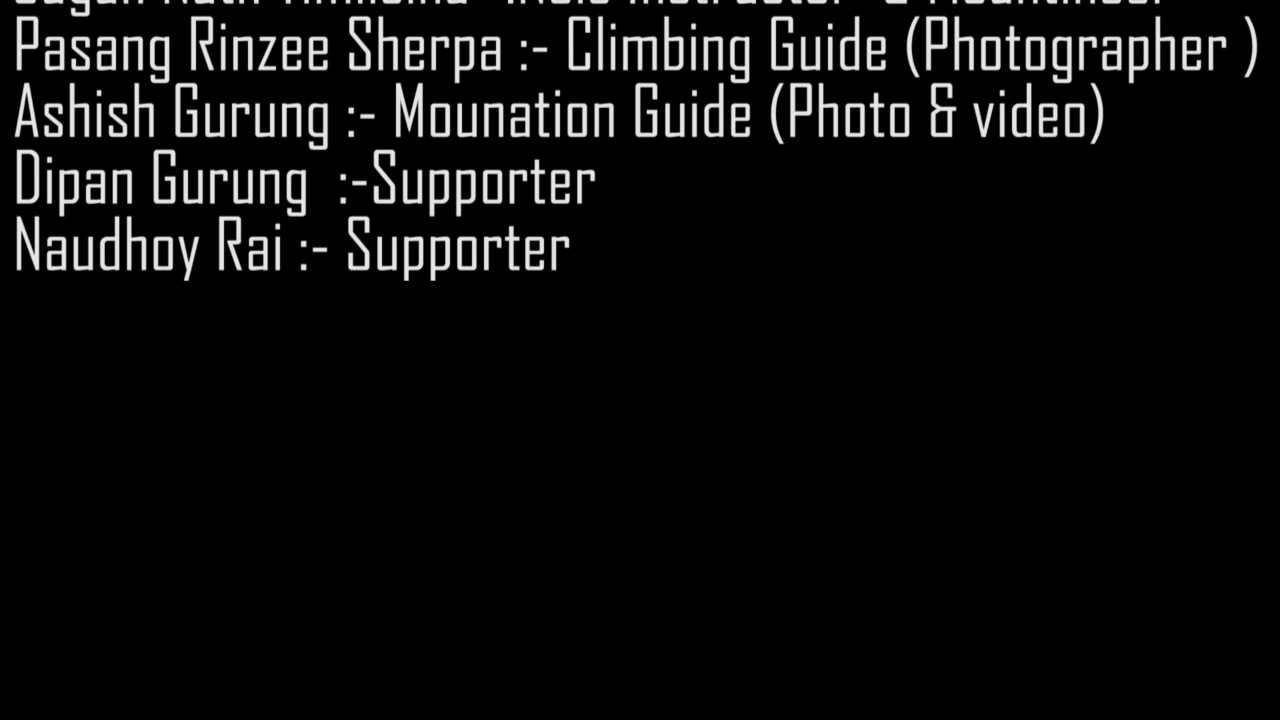 Pasang Rinzee Sherpa :- Climbing Guide (Photographer )
Ashish Gurung :- Mounation Guide (Photo & video)
Dipan Gurung :-Supporter
Naudhoy Rai :- Supporter